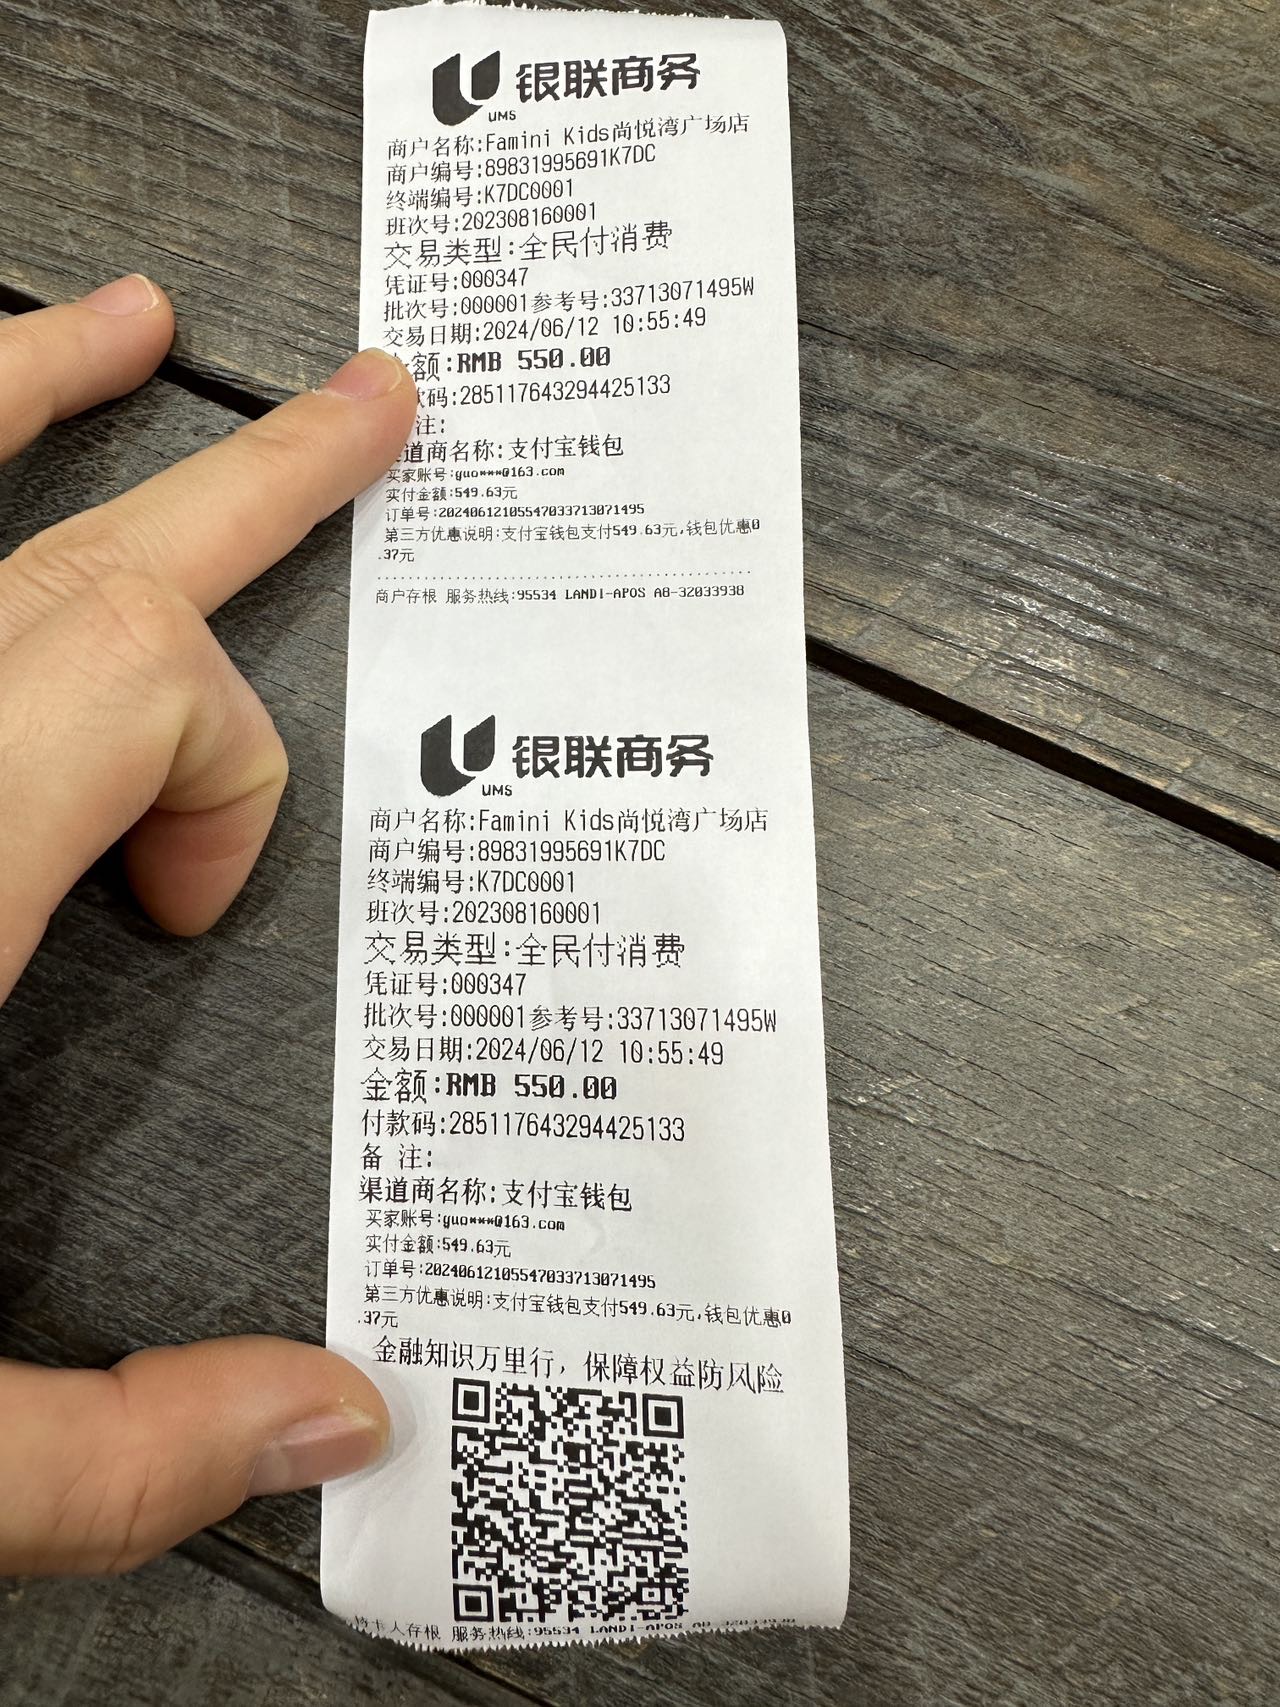 银联商务
UMS
商户名称:Famini Kids尚悦湾广场店
商户编号:89831995691K7DC
终端编号:K7DC0001
班次号:202308160001
交易类型:全民付消费
凭证号:000347
批次号:000001参考号:33713071495W
交易日期:2024/06/12 10:55:49
额:RMB 550.00
码:285117643294425133
注:
道商名称:支付宝钱包
买家账号:guo***@163.com
实付金额:549.63元
订单号:20240612105547033713071495
第三方优惠说明:支付宝钱包支付549.63元,钱包优惠0
.37元
商户存根 服务热线:95534 LANDI-APOS A8-32033938
银联商务
UMS
商户名称:Famini Kids尚悦湾广场店
商户编号:89831995691K7DC
终端编号:K7DC0001
班次号:202308160001
交易类型:全民付消费
凭证号:000347
批次号:000001参考号:33713071495W
交易日期:2024/06/12 10:55:49
金额:RMB 550.00
付款码:285117643294425133
备 注:
渠道商名称:支付宝钱包
买家账号:guo***@163.com
实付金额:549.63元
订单号:20240612105547033713071495
第三方优惠说明:支付宝钱包支付549.63元,钱包优惠0
.37元
金融知识万里行，保障权益防风险
卡人存根 服务热线:95534 LANDI-APOS A8-32033938